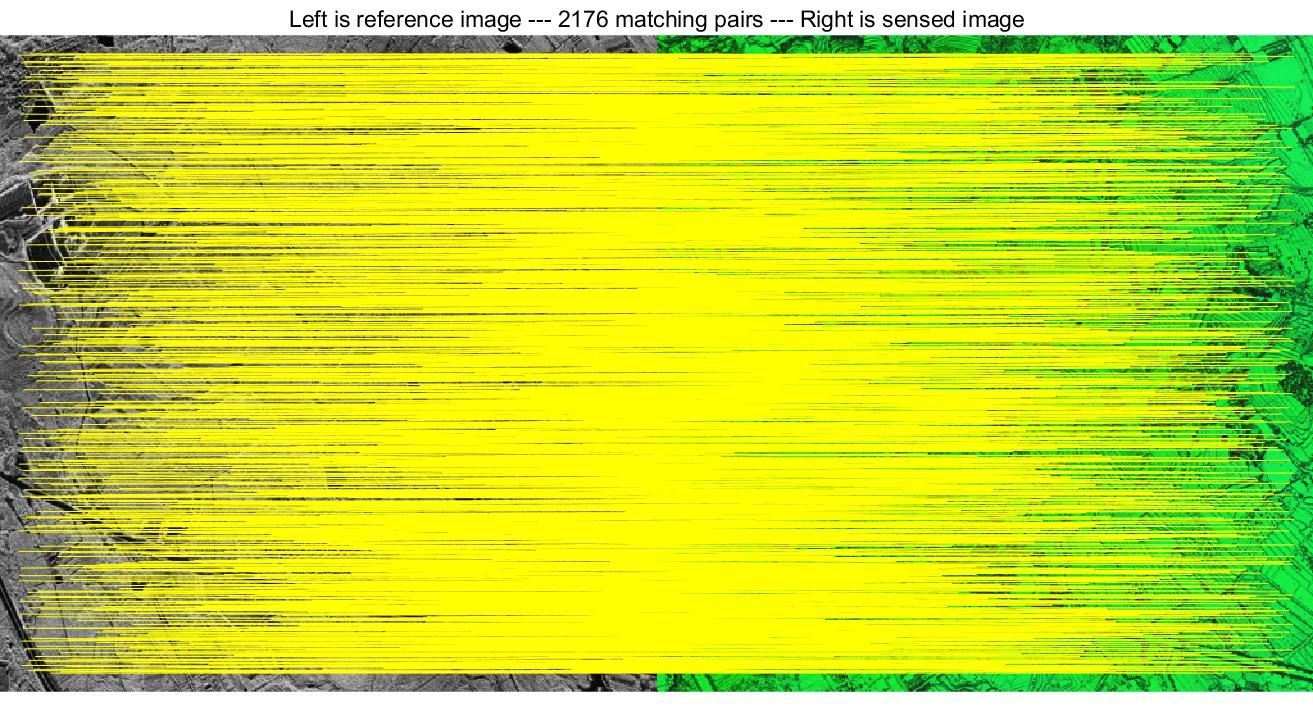 Left is reference image --- 2176 matching pairs --- Right is sensed image